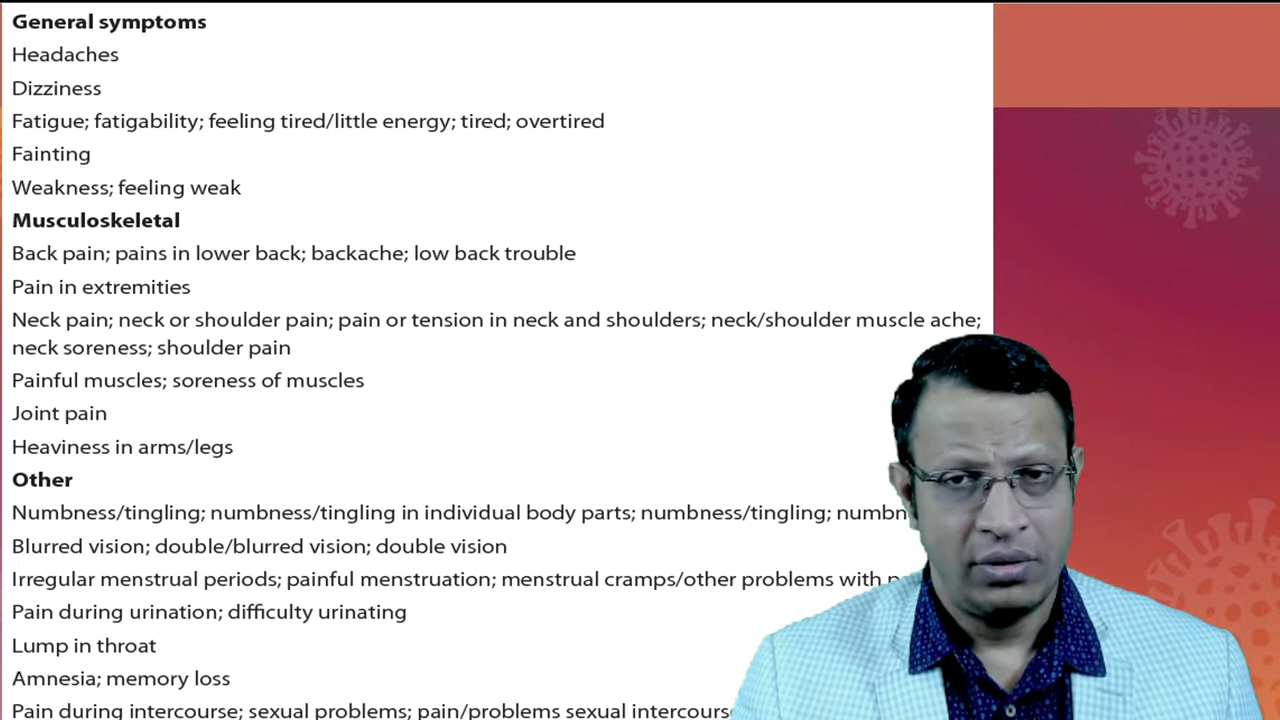 General symptoms
Headaches
Dizziness
Fatigue; fatigability; feeling tired/little energy; tired; overtired
Fainting
Weakness; feeling weak
Musculoskeletal
Back pain; pains in lower back; backache; low back trouble
Pain in extremities
Neck pain; neck or shoulder pain; pain or tension in neck and shoulders; neck/shoulder muscle ache;
neck soreness; shoulder pain
Painful muscles; soreness of muscles
Joint pain
Heaviness in arms/legs
Other
Numbness/tingling; numbness/tingling in individual body parts; numbness/tingling;
Blurred vision; double/blurred vision; double vision
Irregular menstrual periods; painful menstruation; menstrual cramps/other problems with
Pain during urination; difficulty urinating
Lump in throat
Amnesia; memory loss
Pain during intercourse; sexual problems; pain/problems sexual